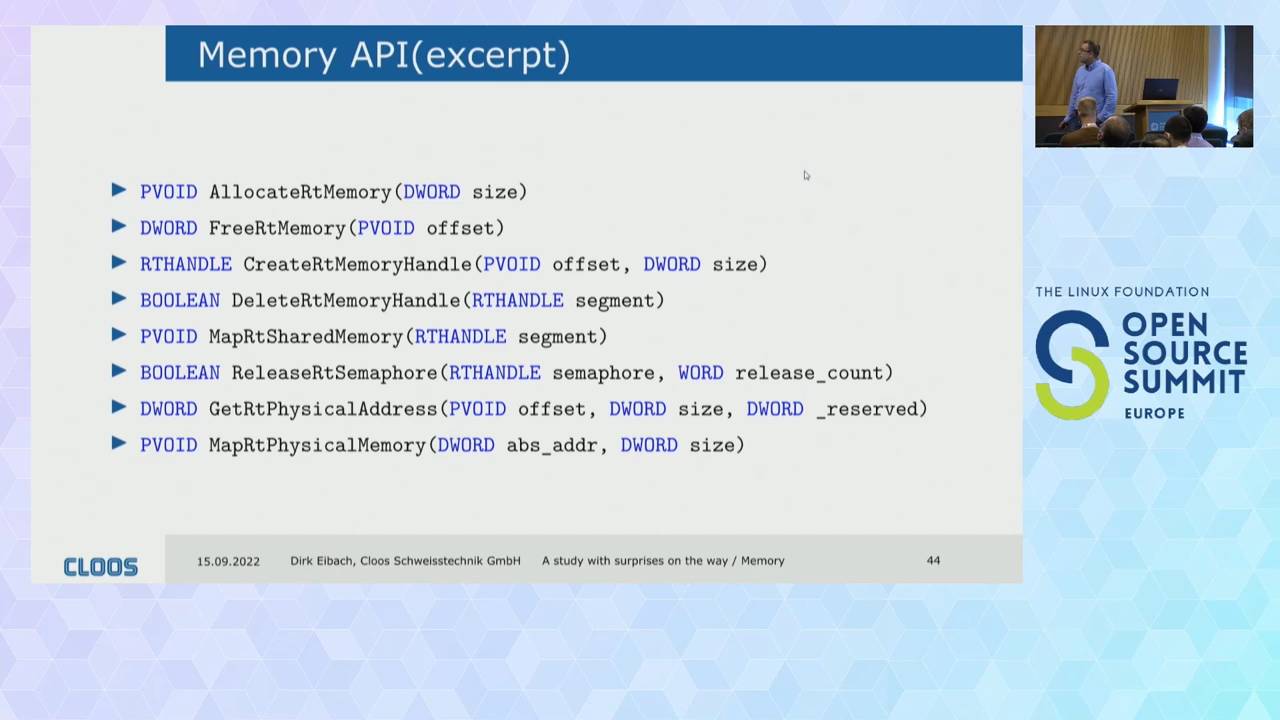 Memory API(excerpt)
PVOID AllocateRtMemory(DWORD size)
DWORD FreeRtMemory(PVOID offset)
RTHANDLE CreateRtMemoryHandle(PVOID offset, DWORD size)
BOOLEAN DeleteRtMemoryHandle(RTHANDLE segment)
PVOID MapRtSharedMemory(RTHANDLE segment)
BOOLEAN ReleaseRtSemaphore(RTHANDLE semaphore, WORD release_count)
DWORD GetRtPhysicalAddress(PVOID offset, DWORD size, DWORD _reserved)
PVOID MapRtPhysicalMemory(DWORD abs_addr, DWORD size)
CLOOS
15.09.2022 Dirk Eibach, Cloos Schweisstechnik GmbH A study with surprises on the way / Memory 44
THE LINUX FOUNDATION
OPEN
SOURCE
SUMMIT
EUROPE